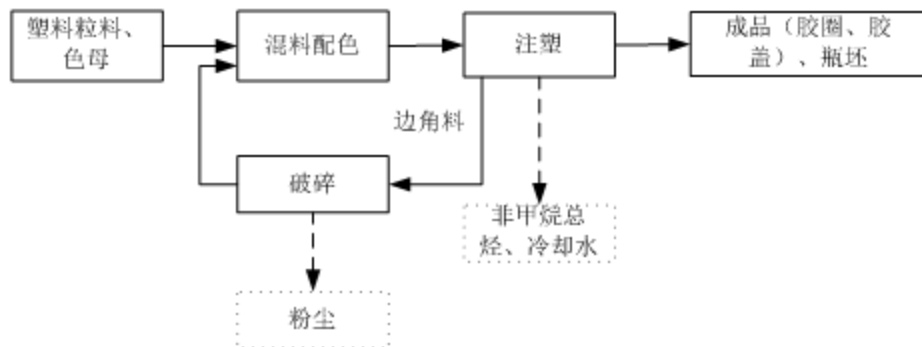 塑料粒料、
色母
混料配色
注塑
成品（胶圈、胶
盖）、瓶坯
边角料
破碎
非甲烷总
烃、冷却水
粉尘